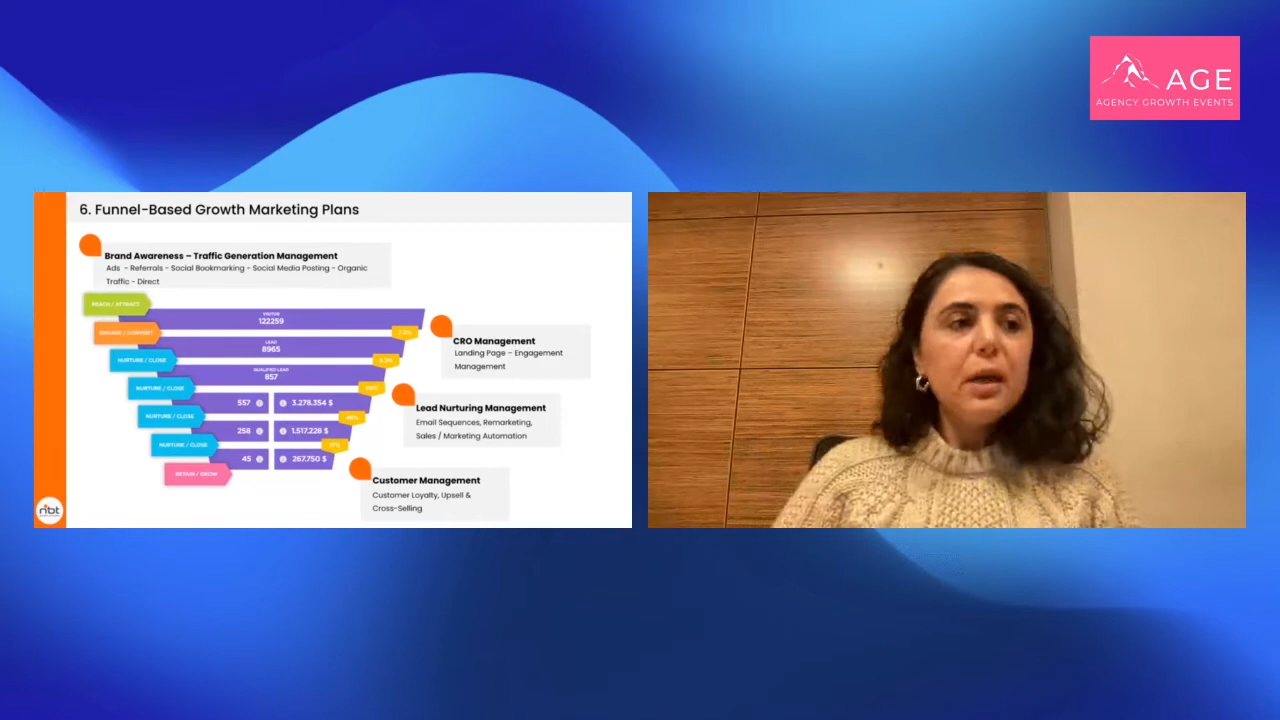 AGE
AGENCY GROWTH EVENTS
6. Funnel-Based Growth Marketing Plans
Brand Awareness – Traffic Generation Management
Ads - Referrals - Social Bookmarking - Social Media Posting - Organic
Traffic - Direct
REACH / ATTRACT
VISITOR
122259
ENGAGE / CONVERT
LEAD
8965
CRO Management
Landing Page – Engagement
Management
NURTURE / CLOSE
QUALIFIED LEAD
857
NURTURE / CLOSE
557
3.278.354 $
Lead Nurturing Management
Email Sequences, Remarketing,
Sales / Marketing Automation
NURTURE / CLOSE
258
1.517.228 $
NURTURE / CLOSE
45
267.750 $
RETAIN / GROW
Customer Management
Customer Loyalty, Upsell &
Cross-Selling
nbt